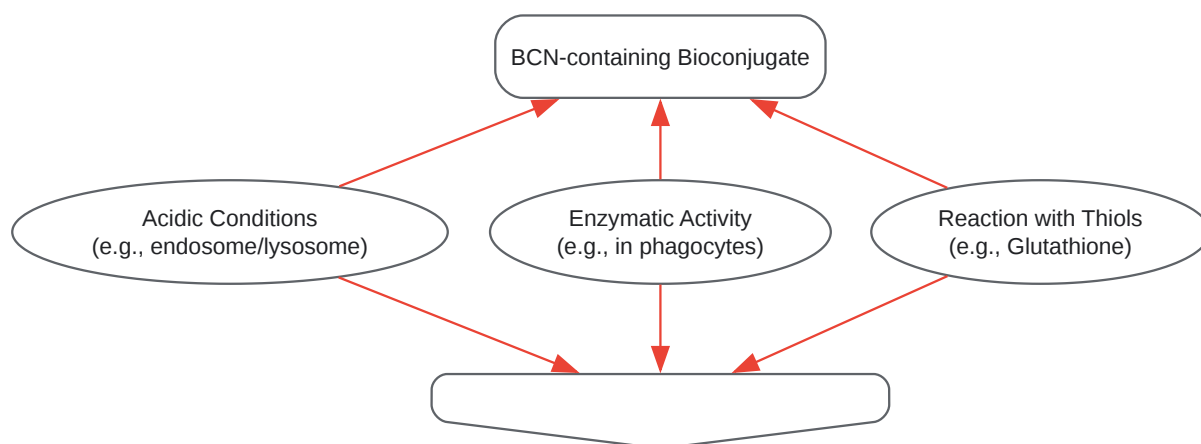 BCN-containing Bioconjugate
Acidic Conditions
(e.g., endosome/lysosome)
Enzymatic Activity
(e.g., in phagocytes)
Reaction with Thiols
(e.g., Glutathione)